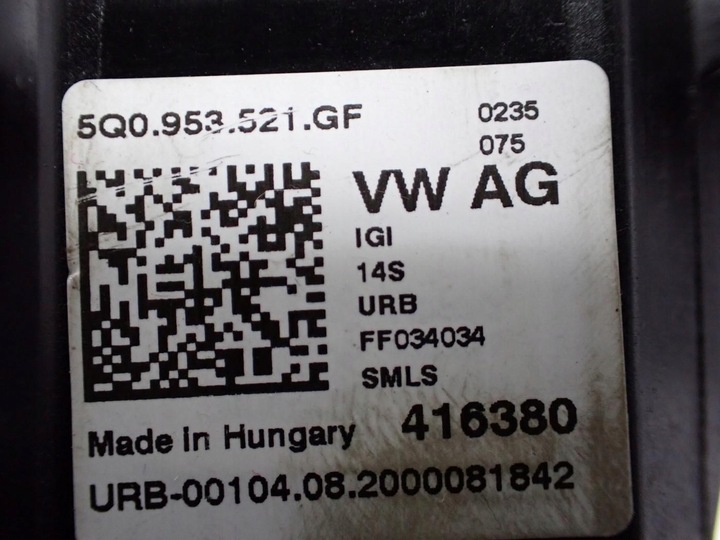 5Q0.953.521.GF
0235
075
VW AG
IGI
14S
URB
FF034034
SMLS
416380
Made in Hungary
URB-00104.08.2000081842